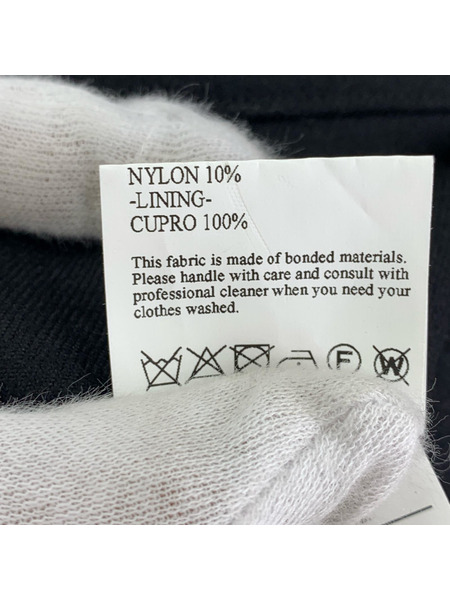 NYLON 10%
-LINING-
CUPRO 100%
This fabric is made of bonded materials.
Please handle with care and consult with
professional cleaner when you need your
clothes washed.
F W